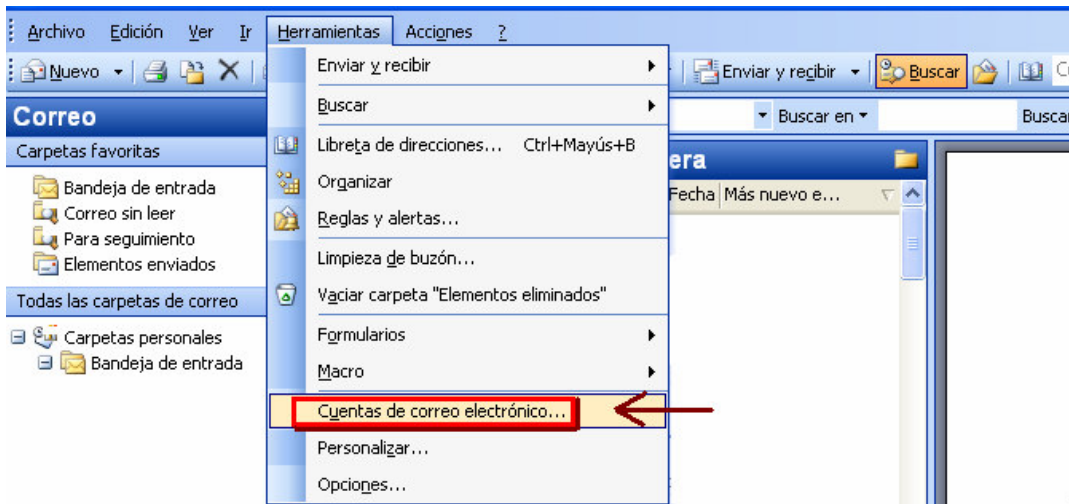 Archivo Edición Ver Ir Herramientas Acciones ?
Nuevo Enviar y recibir Buscar
Correo Buscar en
Carpetas favoritas
Bandeja de entrada
Correo sin leer
Para seguimiento
Elementos enviados
Todas las carpetas de correo
Carpetas personales
Bandeja de entrada
Enviar y recibir
Buscar
Libreta de direcciones... Ctrl+Mayús+B
Organizar
Reglas y alertas...
Limpieza de buzón...
Vaciar carpeta "Elementos eliminados"
Formularios
Macro
Cuentas de correo electrónico...
Personalizar...
Opciones...
Fecha Más nuevo e...